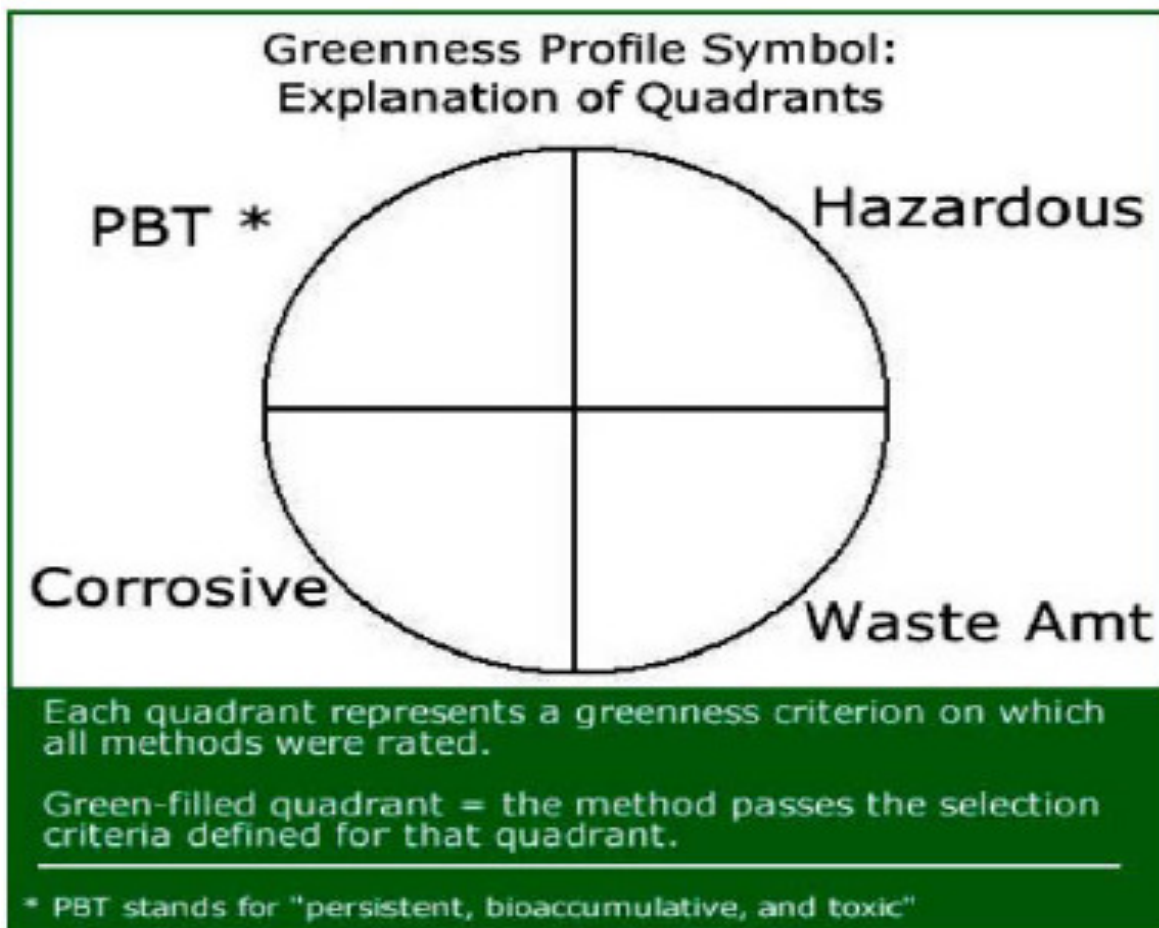 Greenness Profile Symbol:
Explanation of Quadrants
PBT *
Hazardous
Corrosive
Waste Amt
Each quadrant represents a greenness criterion on which
all methods were rated.
Green-filled quadrant = the method passes the selection
criteria defined for that quadrant.
* PBT stands for "persistent, bioaccumulative, and toxic"